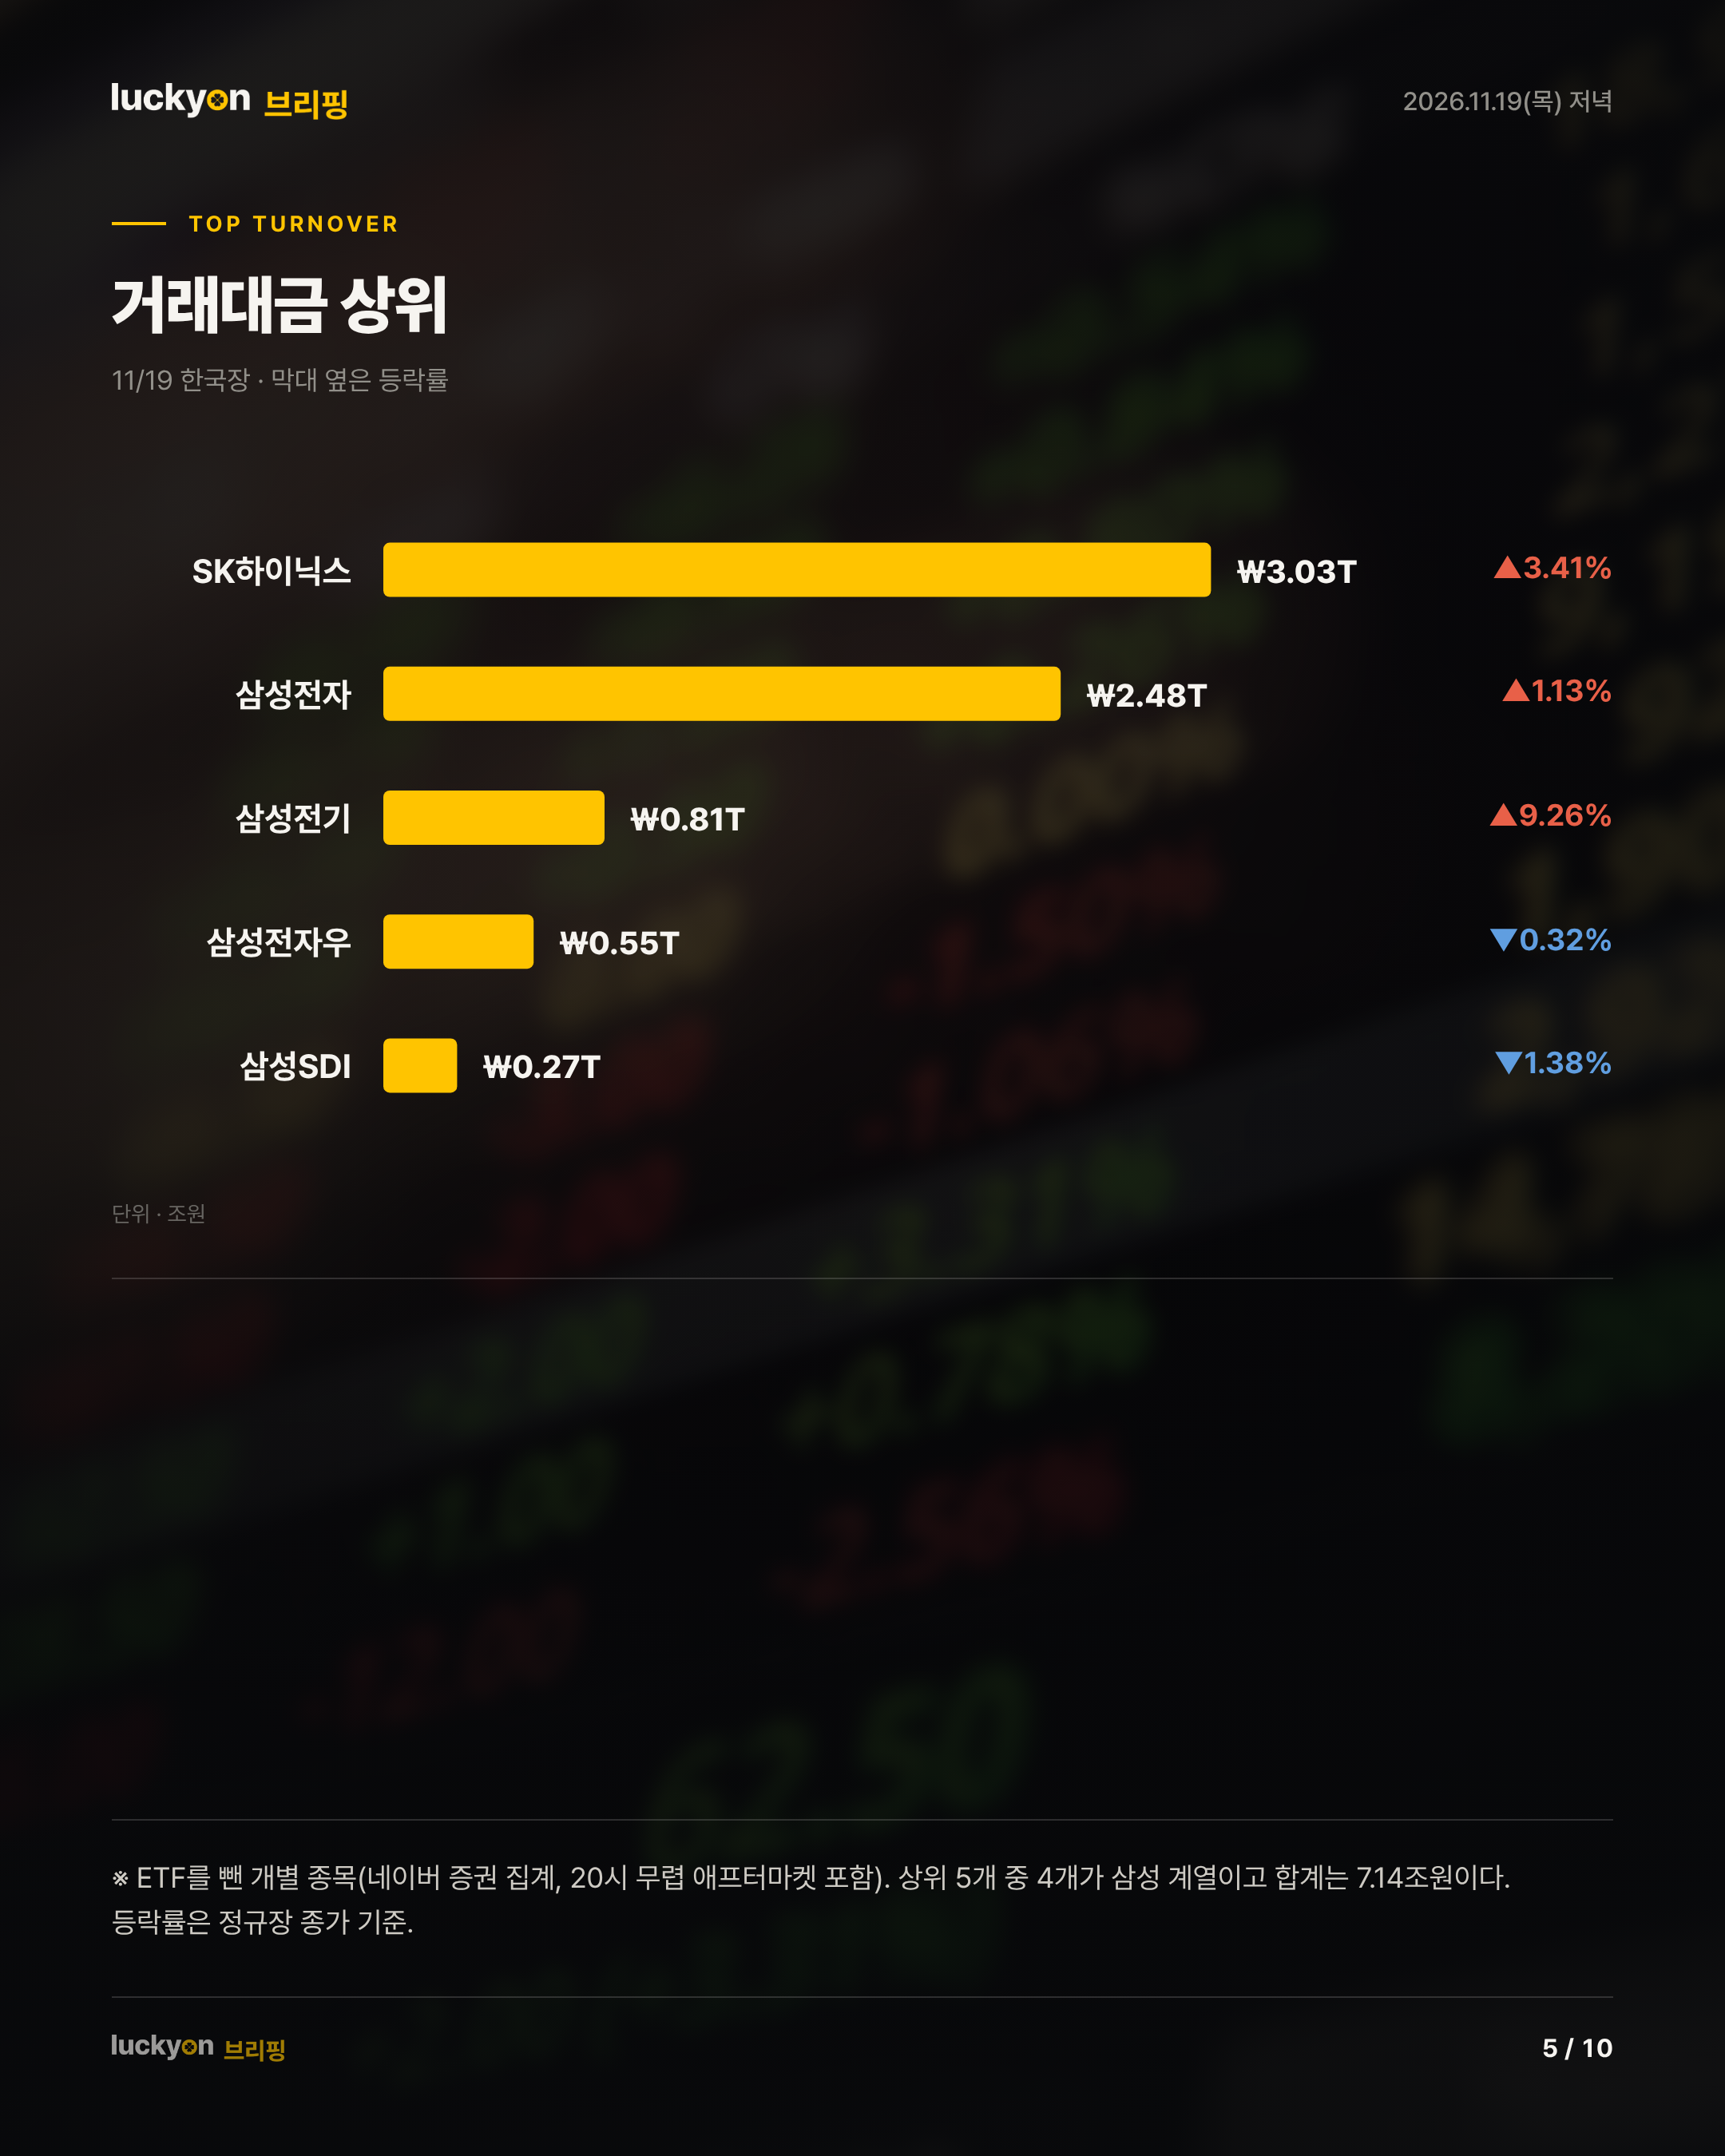 luckyon 브리핑
2026.11.19(목) 저녁
TOP TURNOVER
거래대금 상위
11/19 한국장 · 막대 옆은 등락률
SK하이닉스 ₩3.03T ▲3.41%
삼성전자 ₩2.48T ▲1.13%
삼성전기 ₩0.81T ▲9.26%
삼성전자우 ₩0.55T ▼0.32%
삼성SDI ₩0.27T ▼1.38%
단위 · 조원
※ ETF를 뺀 개별 종목(네이버 증권 집계, 20시 무렵 애프터마켓 포함). 상위 5개 중 4개가 삼성 계열이고 합계는 7.14조원이다.
등락률은 정규장 종가 기준.
luckyon 브리핑
5 / 10